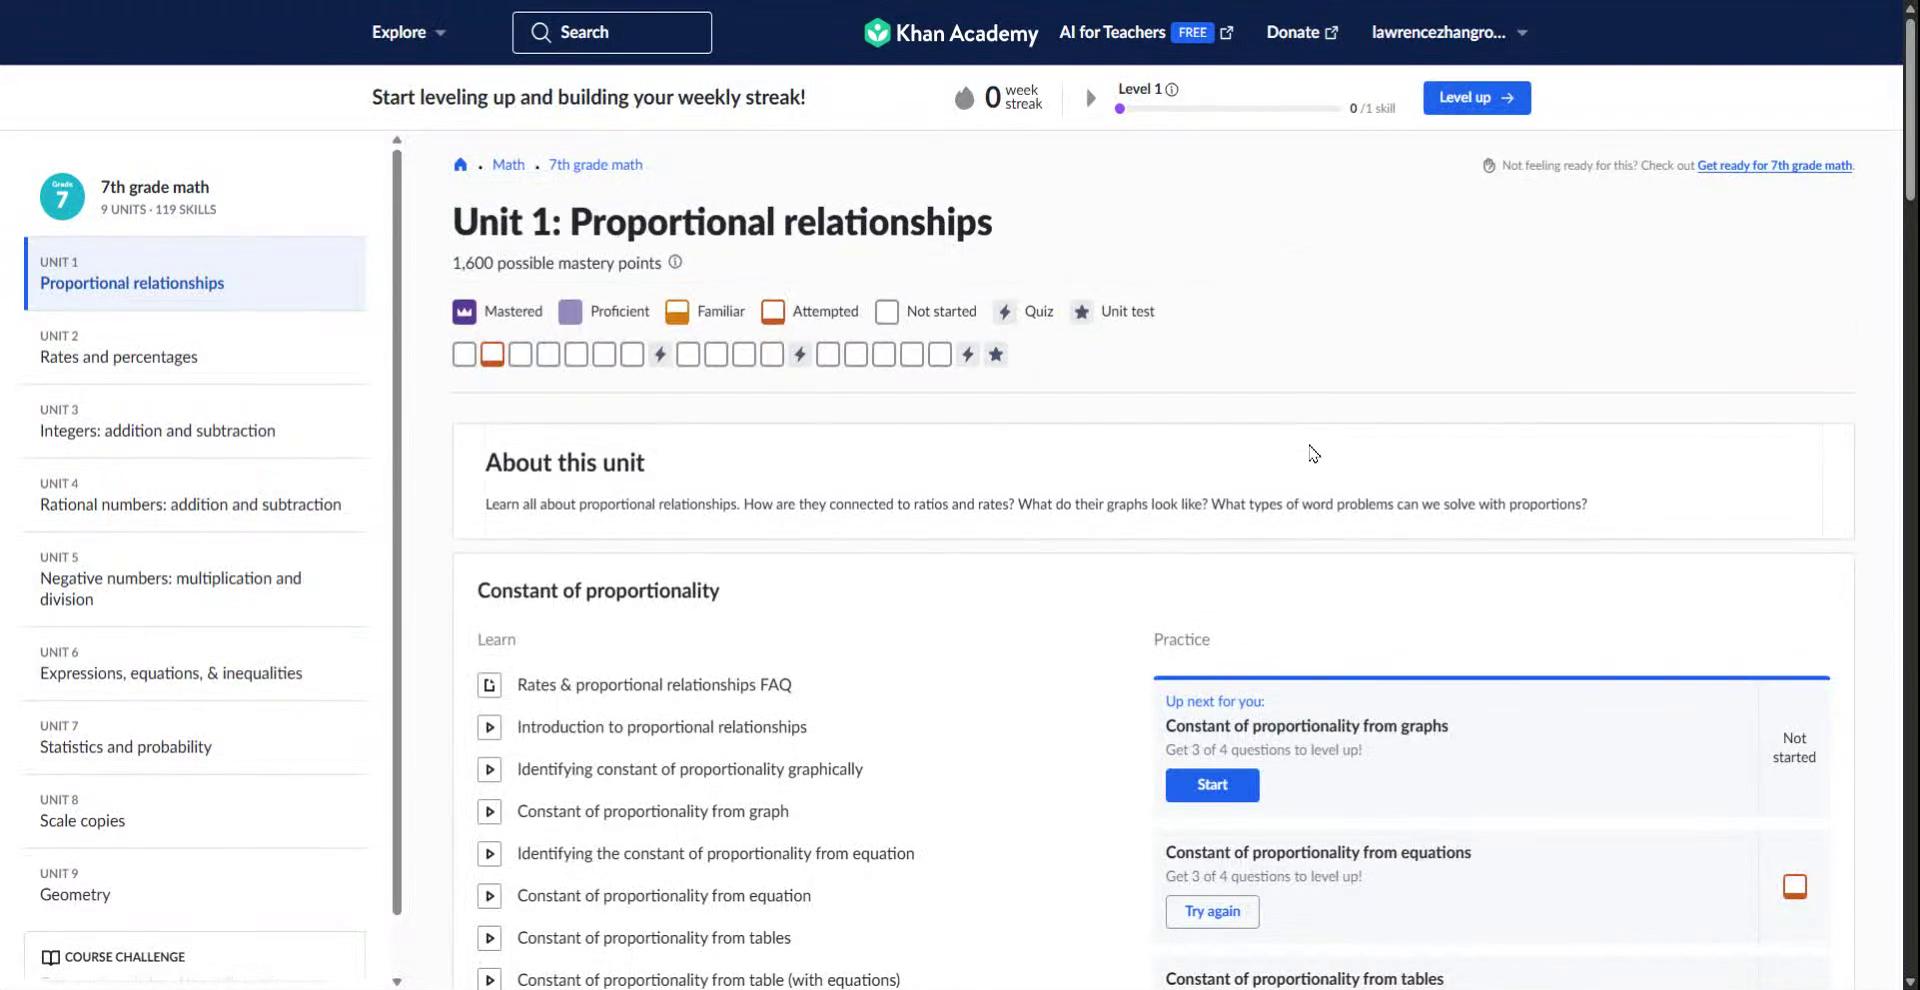 Explore
Search
Khan Academy
AI for Teachers FREE
Donate
lawrencezhangro...
Start leveling up and building your weekly streak!
0 week streak
Level 1
0 /1 skill
Level up
Grade
7
7th grade math
9 UNITS · 119 SKILLS
UNIT 1
Proportional relationships
UNIT 2
Rates and percentages
UNIT 3
Integers: addition and subtraction
UNIT 4
Rational numbers: addition and subtraction
UNIT 5
Negative numbers: multiplication and
division
UNIT 6
Expressions, equations, & inequalities
UNIT 7
Statistics and probability
UNIT 8
Scale copies
UNIT 9
Geometry
COURSE CHALLENGE
Math
7th grade math
Not feeling ready for this? Check out Get ready for 7th grade math.
Unit 1: Proportional relationships
1,600 possible mastery points
Mastered Proficient Familiar Attempted Not started Quiz Unit test
About this unit
Learn all about proportional relationships. How are they connected to ratios and rates? What do their graphs look like? What types of word problems can we solve with proportions?
Constant of proportionality
Learn
Rates & proportional relationships FAQ
Introduction to proportional relationships
Identifying constant of proportionality graphically
Constant of proportionality from graph
Identifying the constant of proportionality from equation
Constant of proportionality from equation
Constant of proportionality from tables
Constant of proportionality from table (with equations)
Practice
Up next for you:
Constant of proportionality from graphs
Get 3 of 4 questions to level up!
Start
Not
started
Constant of proportionality from equations
Get 3 of 4 questions to level up!
Try again
Constant of proportionality from tables